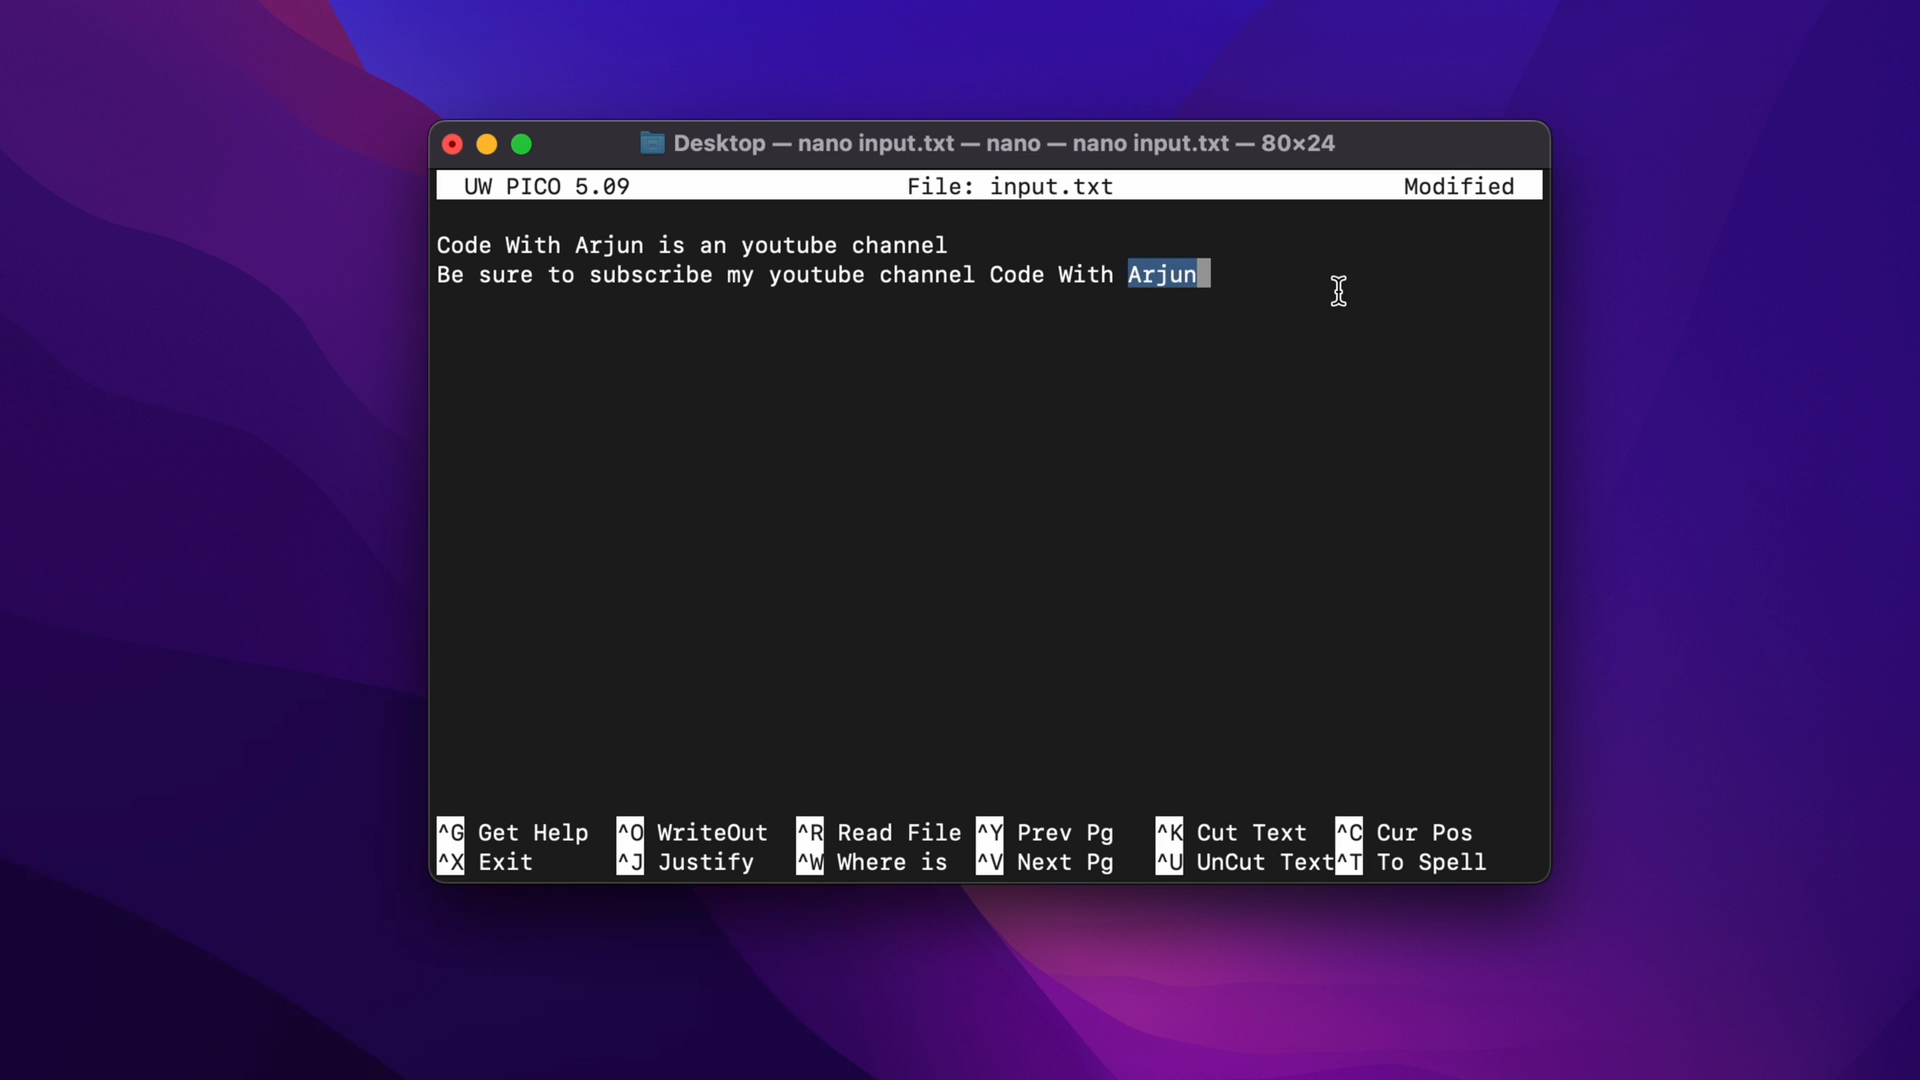 Desktop — nano input.txt — nano — nano input.txt — 80×24
UW PICO 5.09 File: input.txt Modified
Code With Arjun is an youtube channel
Be sure to subscribe my youtube channel Code With Arjun
^G Get Help ^O WriteOut ^R Read File ^Y Prev Pg ^K Cut Text ^C Cur Pos
^X Exit ^J Justify ^W Where is ^V Next Pg ^U UnCut Text ^T To Spell